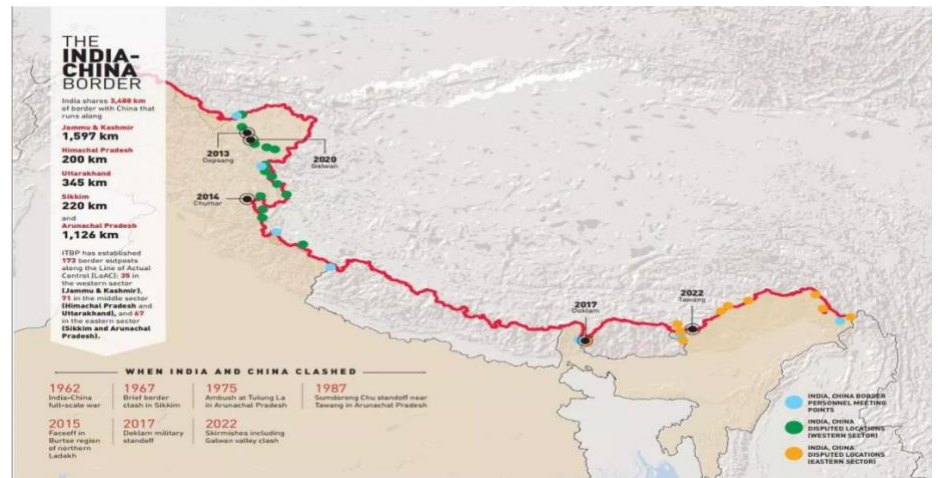 THE
INDIA-
CHINA
BORDER
India shares 3,488 km
of border with China that
runs along
Jammu & Kashmir
1,597 km
Himachal Pradesh
200 km
Uttarakhand
345 km
Sikkim
220 km
and
Arunachal Pradesh
1,126 km
ITBP has established
173 border outposts
along the Line of Actual
Control (LoAC): 35 in
the western sector
(Jammu & Kashmir),
71 in the middle sector
(Himachal Pradesh and
Uttarakhand), and 67
in the eastern sector
(Sikkim and Arunachal
Pradesh).
2013
Depsang
2020
Galwan
2014
Chumar
2017
Doklam
2022
Tawang
WHEN INDIA AND CHINA CLASHED
1962
India-China
full-scale war
1967
Brief border
clash in Sikkim
1975
Ambush at Tulung La
in Arunachal Pradesh
1987
Sumdorong Chu standoff near
Tawang in Arunachal Pradesh
2015
Faceoff in
Burtse region
of northern
Ladakh
2017
Doklam military
standoff
2022
Skirmishes including
Galwan valley clash
INDIA, CHINA BORDER
PERSONNEL MEETING
POINTS
INDIA, CHINA
DISPUTED LOCATIONS
(WESTERN SECTOR)
INDIA, CHINA
DISPUTED LOCATIONS
(EASTERN SECTOR)